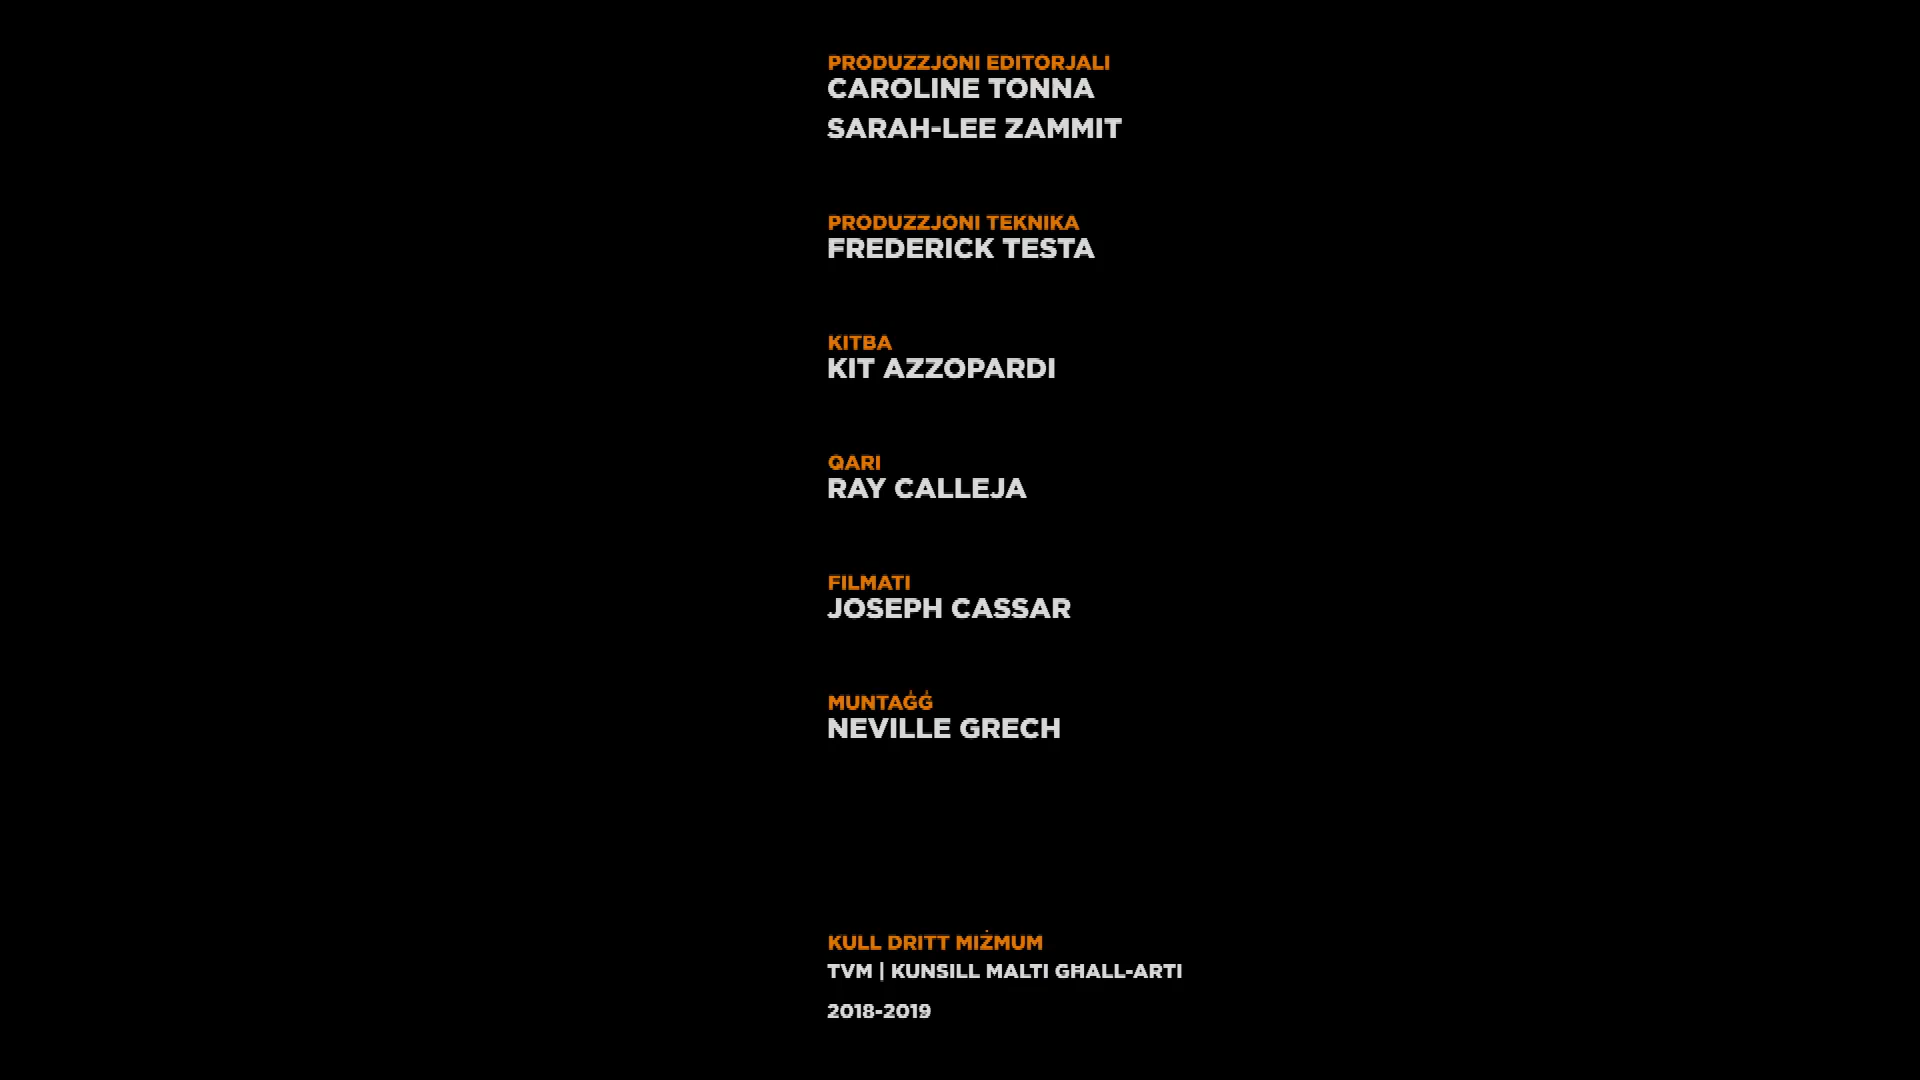 PRODUZZJONI EDITORJALI
CAROLINE TONNA
SARAH-LEE ZAMMIT
PRODUZZJONI TEKNIKA
FREDERICK TESTA
KITBA
KIT AZZOPARDI
QARI
RAY CALLEJA
FILMATI
JOSEPH CASSAR
MUNTAĠĠ
NEVILLE GRECH
KULL DRITT MIŻMUM
TVM | KUNSILL MALTI GĦALL-ARTI
2018-2019